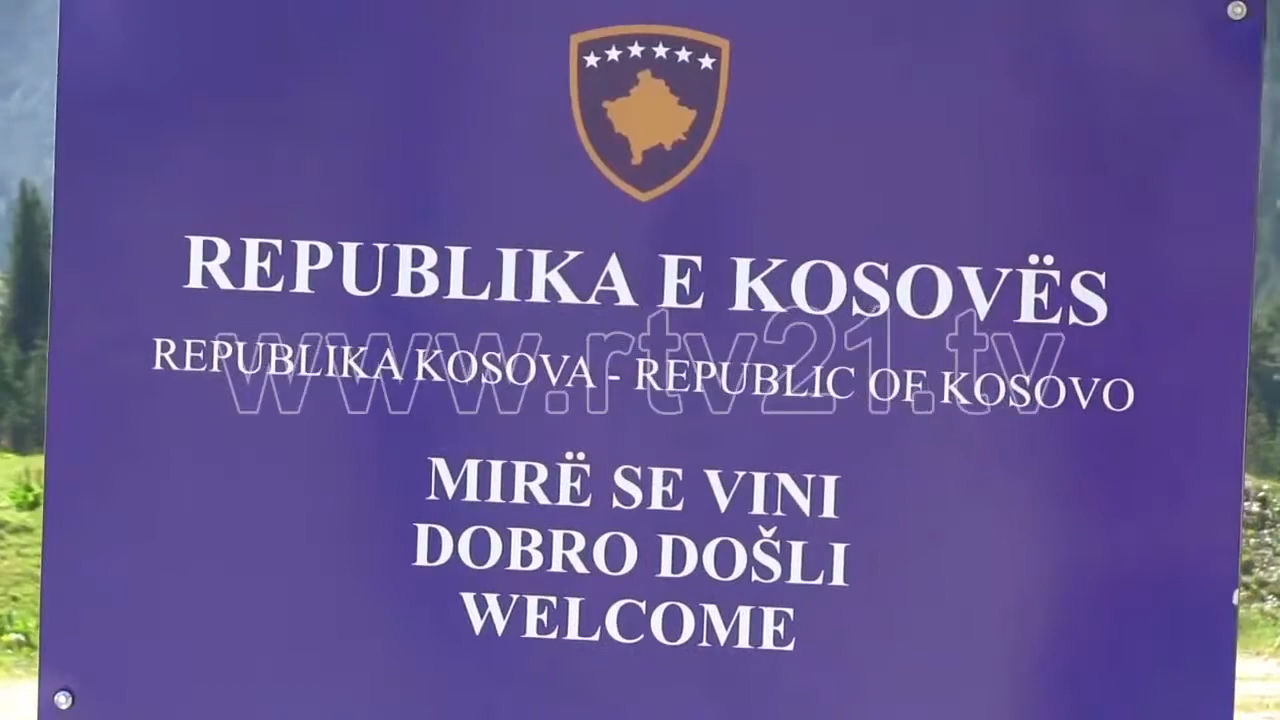 REPUBLIKA E KOSOVËS
REPUBLIKA KOSOVA - REPUBLIC OF KOSOVO
www.rtv21.tv
MIRË SE VINI
DOBRO DOŠLI
WELCOME